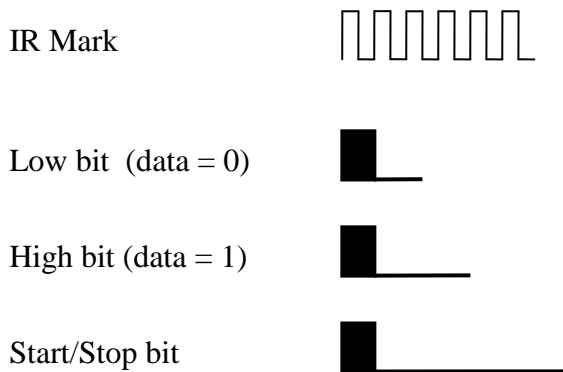 IR Mark
Low bit (data = 0)
High bit (data = 1)
Start/Stop bit